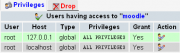 Privileges Drop
Users having access to "moodle"
User Host Type Privileges Grant Action
root 127.0.0.1 global ALL PRIVILEGES Yes
root localhost global ALL PRIVILEGES Yes